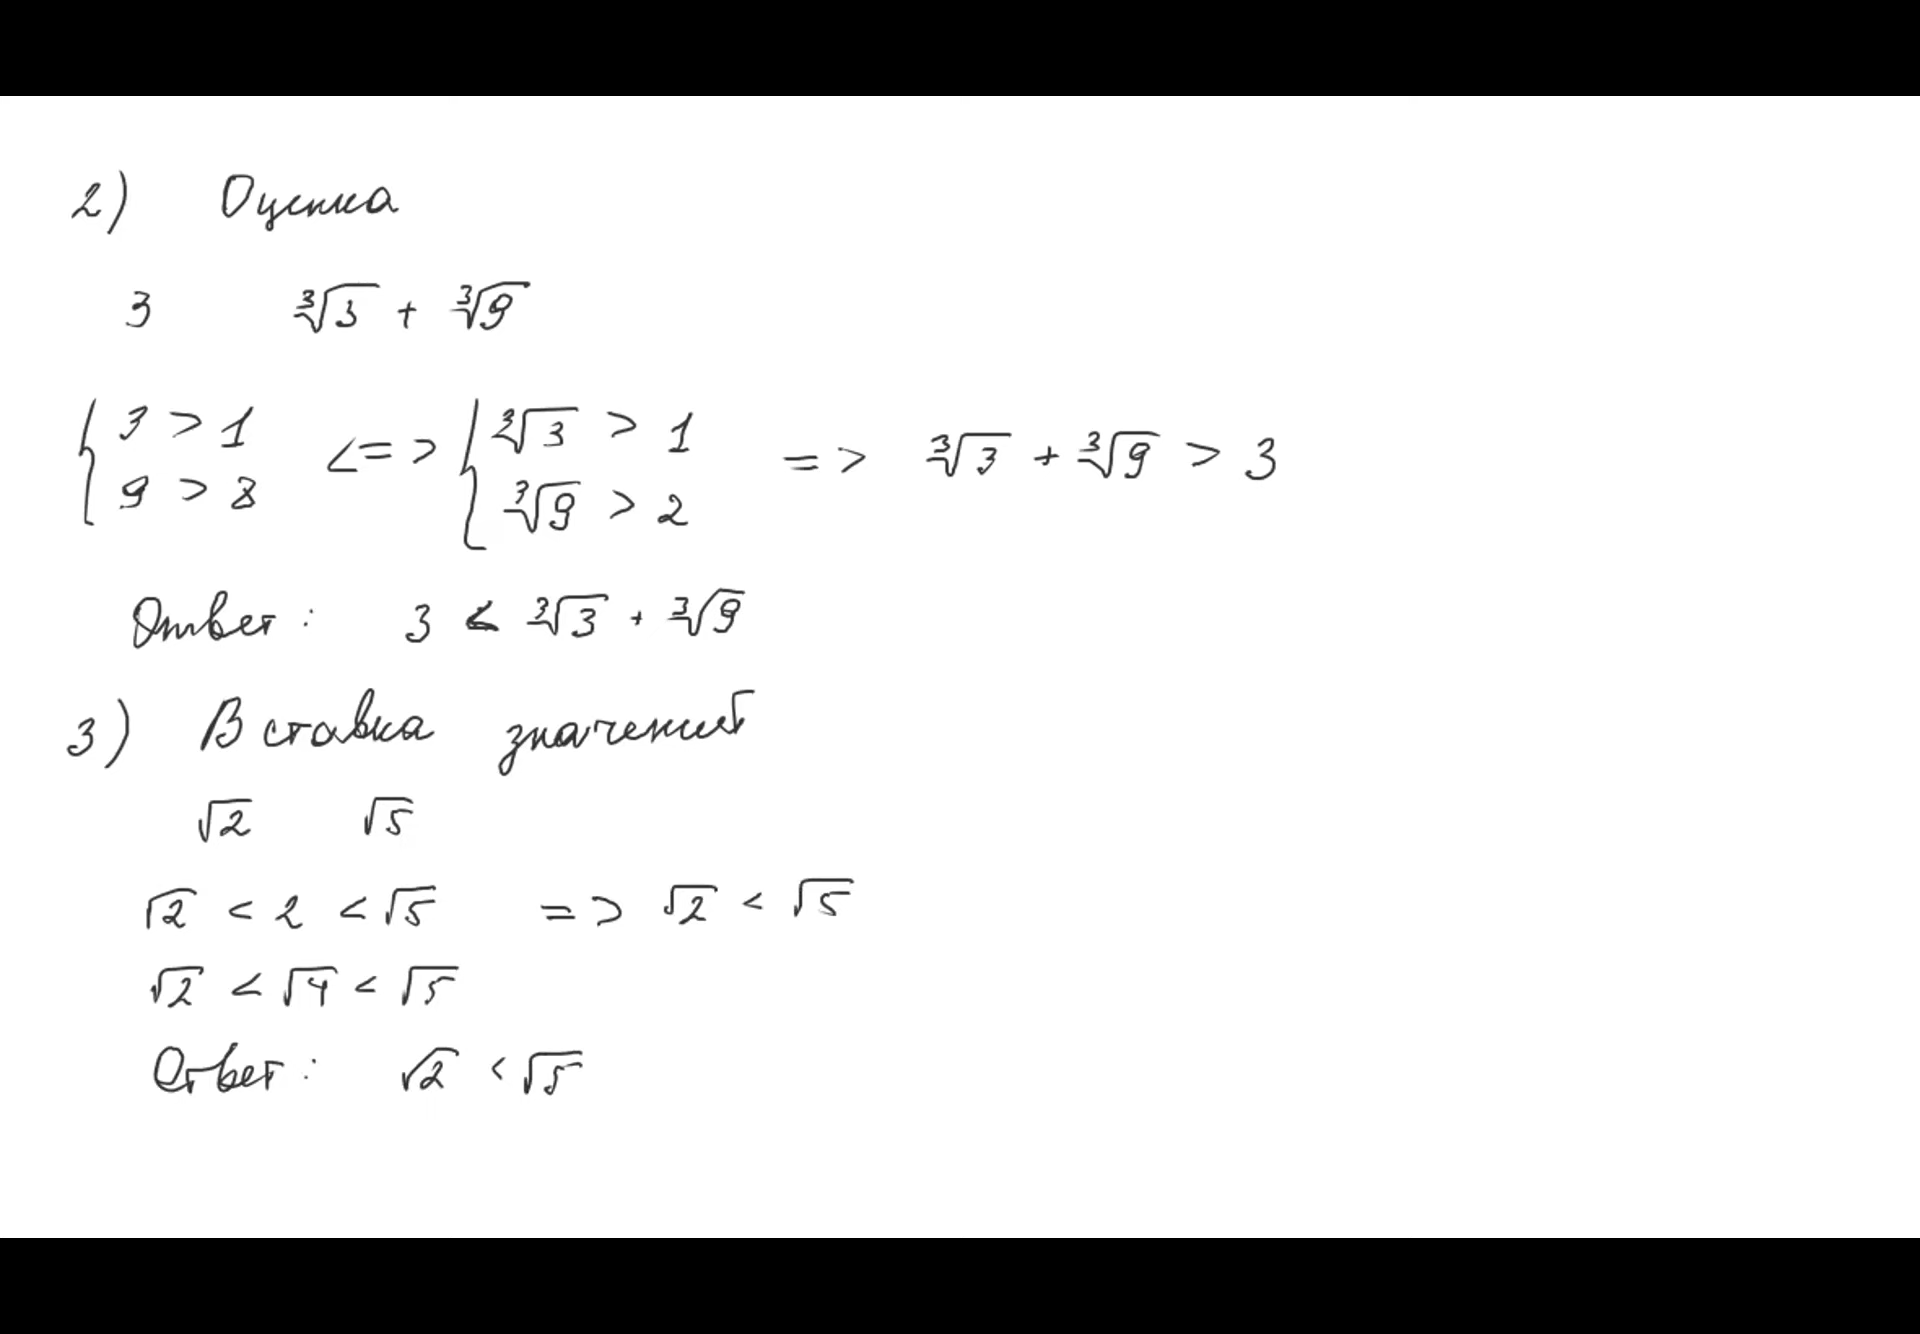 2) Оценка
3 ∛3 + ∛9
{ 3 > 1 9 > 8 <=> { ∛3 > 1 ∛9 > 2 => ∛3 + ∛9 > 3
Ответ: 3 < ∛3 + ∛9
3) Вставка значений
√2 √5
√2 < 2 < √5 => √2 < √5
√2 < √4 < √5
Ответ: √2 < √5